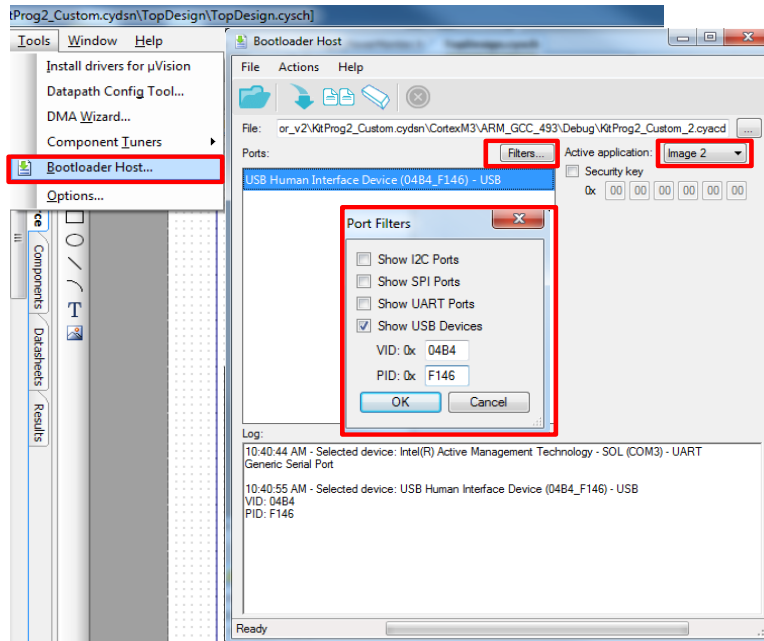 tProg2_Custom.cydsn\TopDesign\TopDesign.cysch]
Tools Window Help
Install drivers for µVision
Datapath Config Tool...
DMA Wizard...
Component Tuners
Bootloader Host...
Options...
Components
Datasheets
Results
T
Bootloader Host
File Actions Help
File: or_v2\KitProg2_Custom.cydsn\CortexM3\ARM_GCC_493\Debug\KitProg2_Custom_2.cyacd ...
Ports: Filters... Active application: Image 2
USB Human Interface Device (04B4_F146) - USB
Security key
0x 00 00 00 00 00 00
Port Filters
Show I2C Ports
Show SPI Ports
Show UART Ports
Show USB Devices
VID: 0x 04B4
PID: 0x F146
OK Cancel
Log:
10:40:44 AM - Selected device: Intel(R) Active Management Technology - SOL (COM3) - UART
Generic Serial Port
10:40:55 AM - Selected device: USB Human Interface Device (04B4_F146) - USB
VID: 04B4
PID: F146
Ready